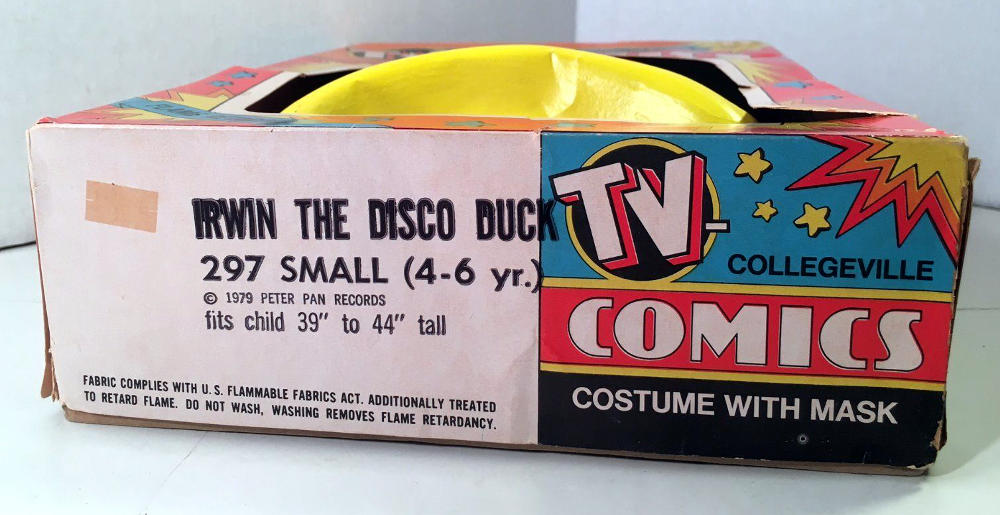 IRWIN THE DISCO DUCK
297 SMALL (4-6 yr.)
© 1979 PETER PAN RECORDS
fits child 39" to 44" tall
FABRIC COMPLIES WITH U.S. FLAMMABLE FABRICS ACT. ADDITIONALLY TREATED
TO RETARD FLAME. DO NOT WASH, WASHING REMOVES FLAME RETARDANCY.
TV-
COLLEGEVILLE
COMICS
COSTUME WITH MASK